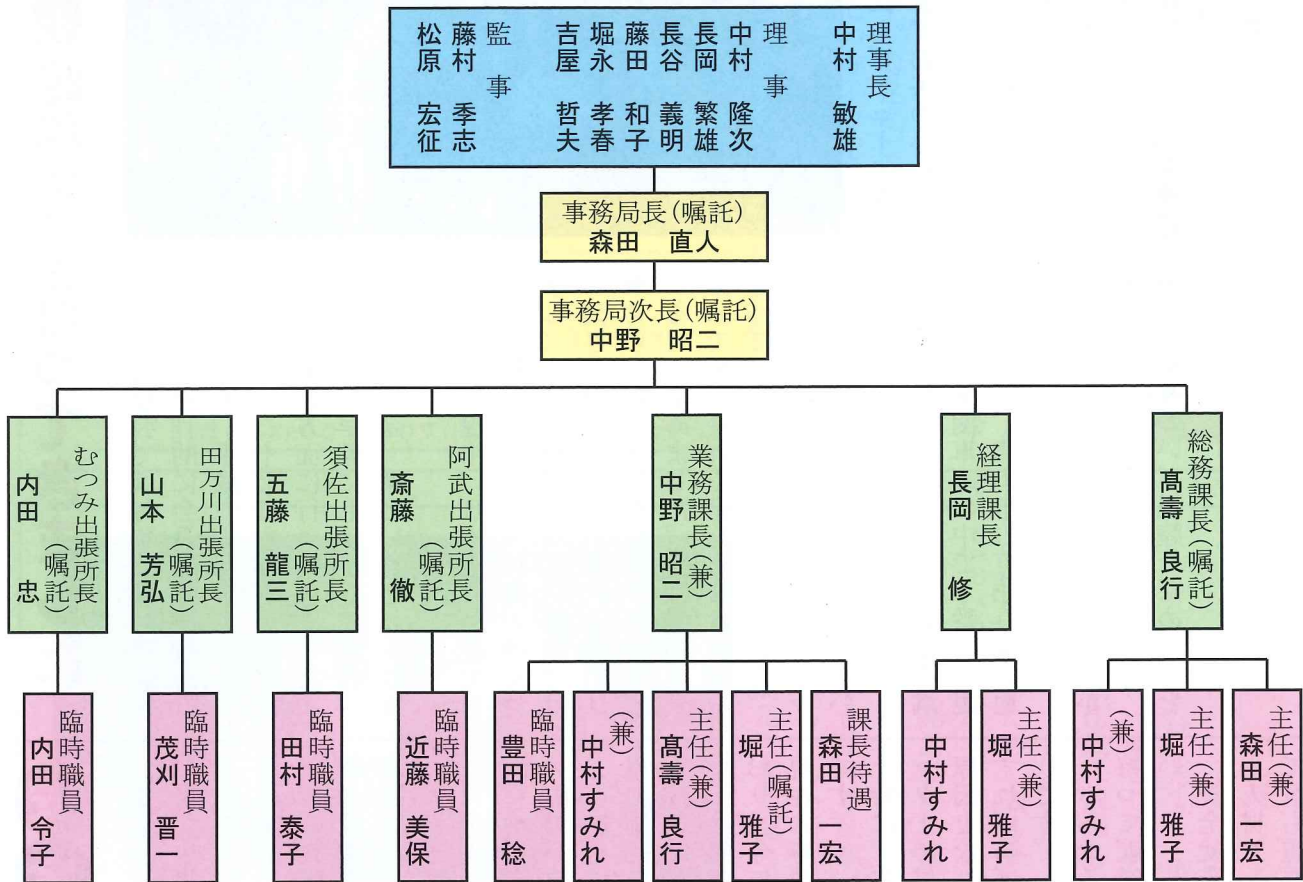 理事長
中村 敏雄
理 事
中村 隆次
長岡 繁雄
長谷 義明
藤田 和子
堀永 孝春
吉屋 哲夫
監 事
藤村 季志
松原 宏征
事務局長(嘱託)
森田 直人
事務局次長(嘱託)
中野 昭二
総務課長(嘱託)
髙壽 良行
経理課長
長岡 修
業務課長(兼)
中野 昭二
阿武出張所長
(嘱託)
斎藤 徹
須佐出張所長
(嘱託)
五藤 龍三
田万川出張所長
(嘱託)
山本 芳弘
むつみ出張所長
(嘱託)
内田 忠
主任(兼)
森田 一宏
主任(兼)
堀 雅子
(兼)
中村すみれ
主任(兼)
堀 雅子
中村すみれ
課長待遇
森田 一宏
主任(嘱託)
堀 雅子
主任(兼)
髙壽 良行
(兼)
中村すみれ
臨時職員
豊田 稔
臨時職員
近藤 美保
臨時職員
田村 泰子
臨時職員
茂刈 晋一
臨時職員
内田 令子